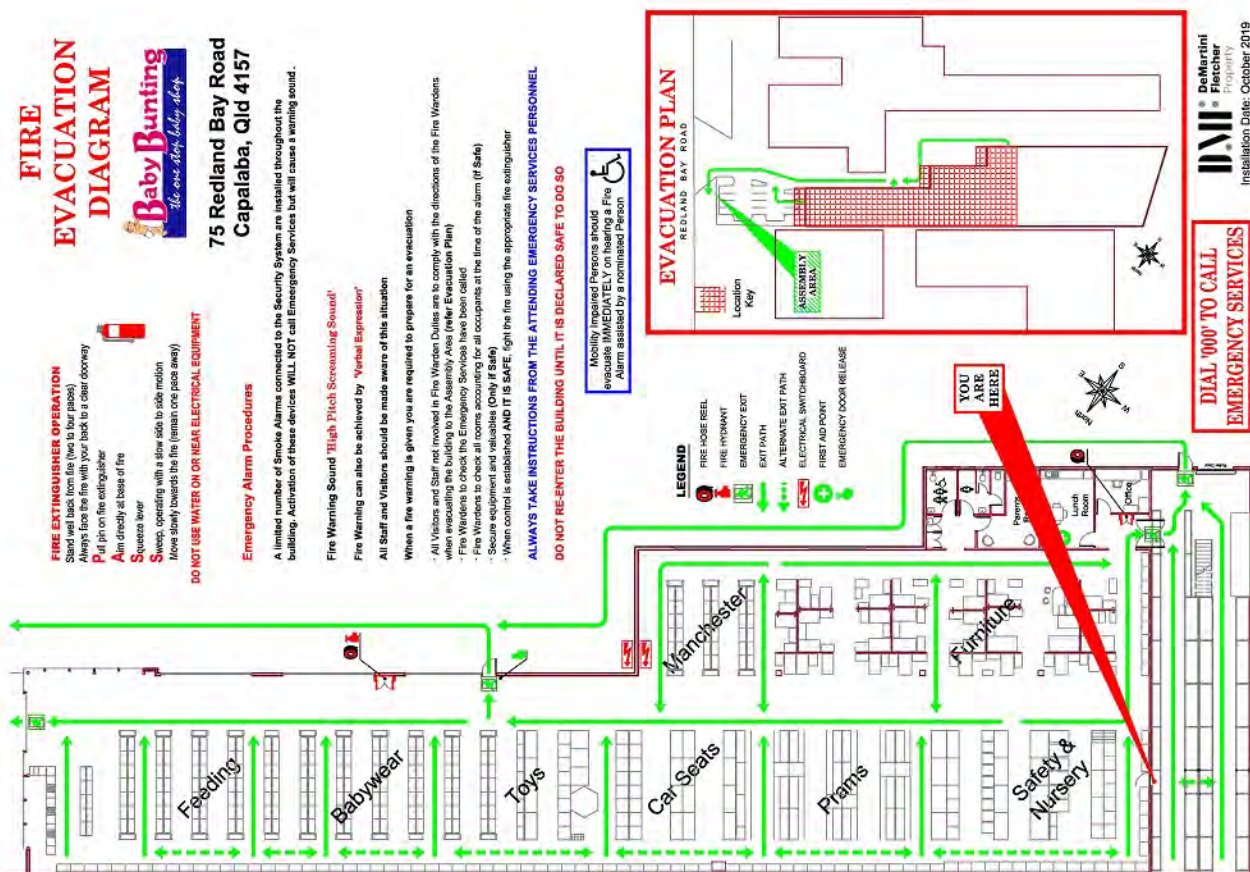 FIRE
EVACUATION
DIAGRAM
Baby Bunting
the one stop baby shop
75 Redland Bay Road
Capalaba, Qld 4157
FIRE EXTINGUISHER OPERATION
Stand well back from fire (two to four paces)
Always face the fire with your back to a clear doorway
Put pin on fire extinguisher
Aim directly at base of fire
Squeeze lever
Sweep, operating with a slow side to side motion
Move slowly towards the fire (remain one pace away)
DO NOT USE WATER ON OR NEAR ELECTRICAL EQUIPMENT
Emergency Alarm Procedures
A limited number of Smoke Alarms connected to the Security System are installed throughout the
building. Activation of these devices WILL NOT call Emergency Services but will cause a warning sound.
Fire Warning Sound 'High Pitch Screaming Sound'
Fire Warning can also be achieved by 'Verbal Expression'
All Staff and Visitors should be made aware of this situation
When a fire warning is given you are required to prepare for an evacuation
* All Visitors and Staff not involved in Fire Warden Duties are to comply with the directions of the Fire Wardens
when evacuating the building to the Assembly Area (refer Evacuation Plan)
* Fire Wardens to check the Emergency Services have been called
* Fire Wardens to check all rooms accounting for all occupants at the time of the alarm (If Safe)
* Secure equipment and valuables (Only if Safe)
* When control is established AND IT IS SAFE, fight the fire using the appropriate fire extinguisher
ALWAYS TAKE INSTRUCTIONS FROM THE ATTENDING EMERGENCY SERVICES PERSONNEL
DO NOT RE-ENTER THE BUILDING UNTIL IT IS DECLARED SAFE TO DO SO
Mobility Impaired Persons should
evacuate IMMEDIATELY on hearing a Fire
Alarm assisted by a nominated Person
EVACUATION PLAN
REDLAND BAY ROAD
Location
Key
ASSEMBLY
AREA
LEGEND
FIRE HOSE REEL
FIRE HYDRANT
EMERGENCY EXIT
EXIT PATH
ALTERNATE EXIT PATH
ELECTRICAL SWITCHBOARD
FIRST AID POINT
EMERGENCY DOOR RELEASE
YOU
ARE
HERE
North
E
S
W
DIAL '000' TO CALL
EMERGENCY SERVICES
DMF
DeMartini
Fletcher
Property
Installation Date: October 2019
Lunch
Room
Office
Manchester
Furniture
Feeding
Babywear
Toys
Car Seats
Prams
Safety &
Nursery